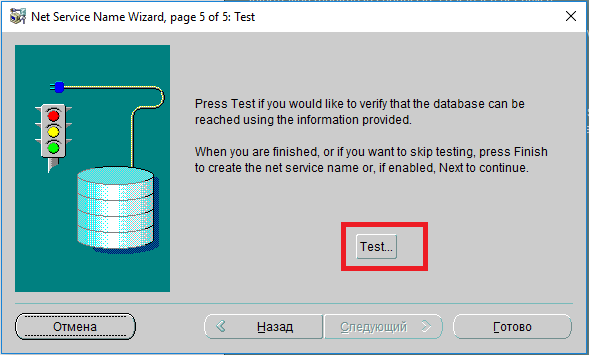 Net Service Name Wizard, page 5 of 5: Test
Press Test if you would like to verify that the database can be
reached using the information provided.
When you are finished, or if you want to skip testing, press Finish
to create the net service name or, if enabled, Next to continue.
Test...
Отмена
Назад
Следующий
Готово